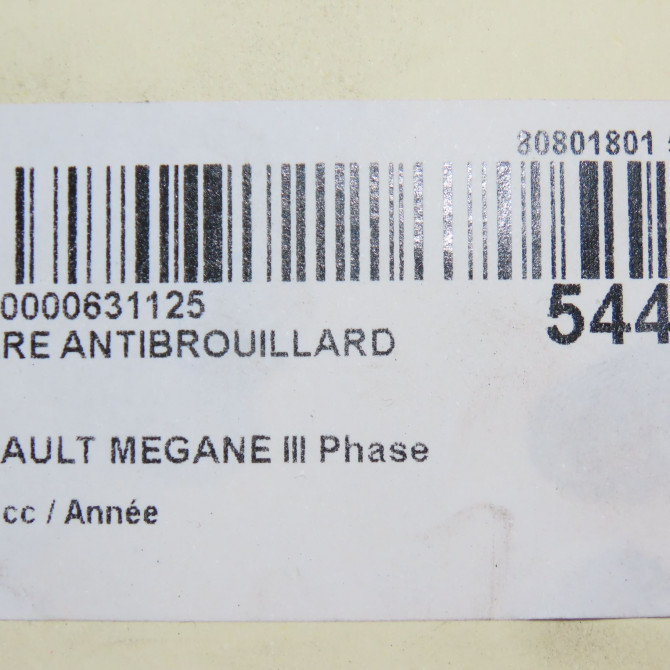 80801801
0000631125
544
RE ANTIBROUILLARD
AULT MEGANE III Phase
cc / Année